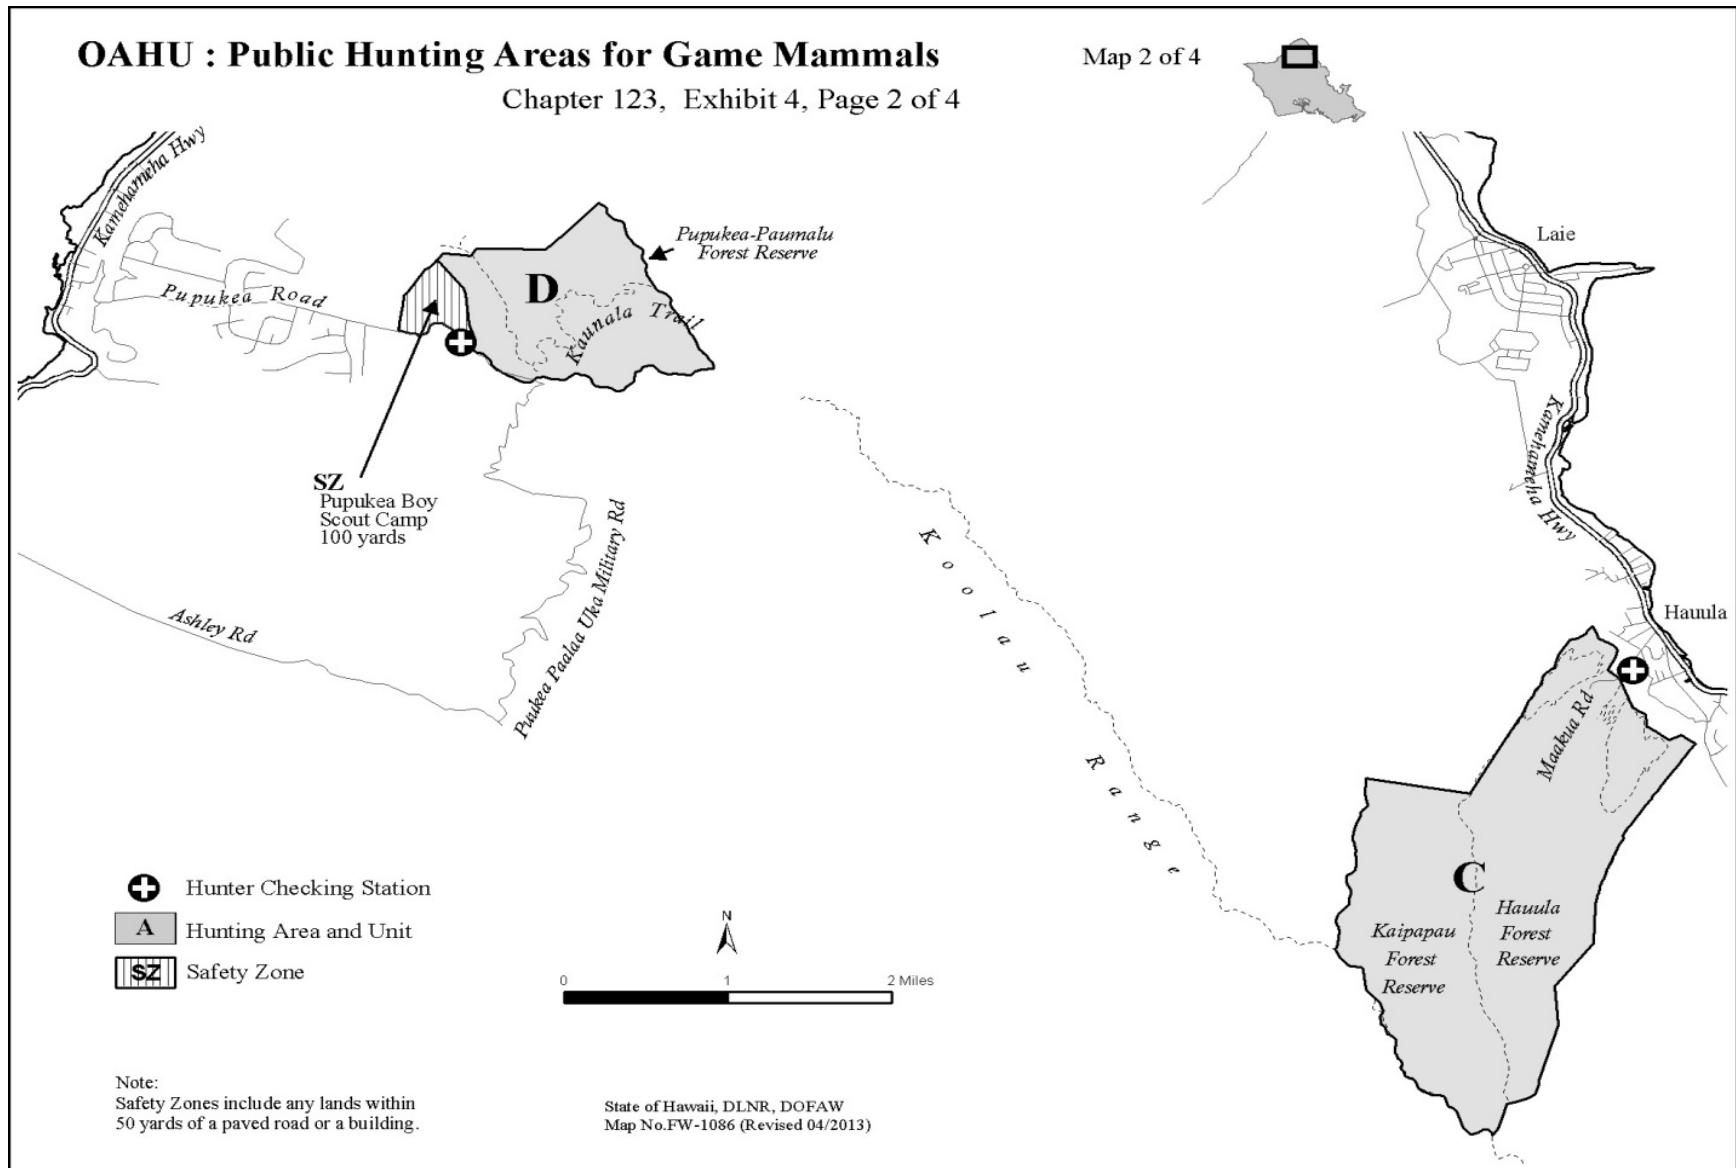 OAHU : Public Hunting Areas for Game Mammals
Chapter 123, Exhibit 4, Page 2 of 4
Map 2 of 4
Kamehameha Hwy
Pupukea Road
Pupukea-Paumalu
Forest Reserve
D
Kaunala Trail
SZ
Pupukea Boy
Scout Camp
100 yards
Ashley Rd
Puukea Paalaa Uka Military Rd
Koolau Range
Laie
Kamehameha Hwy
Hauula
Maakua Rd
C
Kaipapau
Forest
Reserve
Hauula
Forest
Reserve
Hunter Checking Station
A Hunting Area and Unit
SZ Safety Zone
N
0 1 2 Miles
Note:
Safety Zones include any lands within
50 yards of a paved road or a building.
State of Hawaii, DLNR, DOFAW
Map No.FW-1086 (Revised 04/2013)